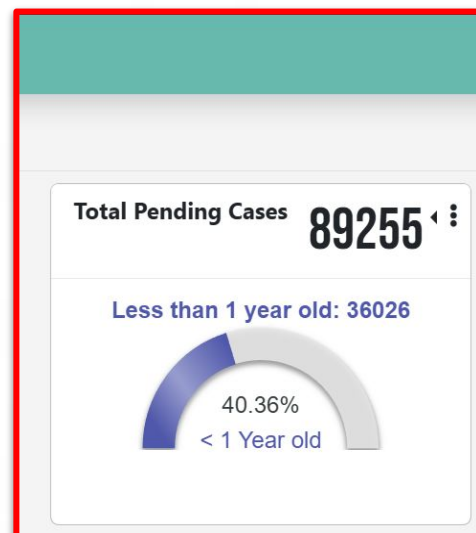 Total Pending Cases 89255
Less than 1 year old: 36026
40.36%
< 1 Year old